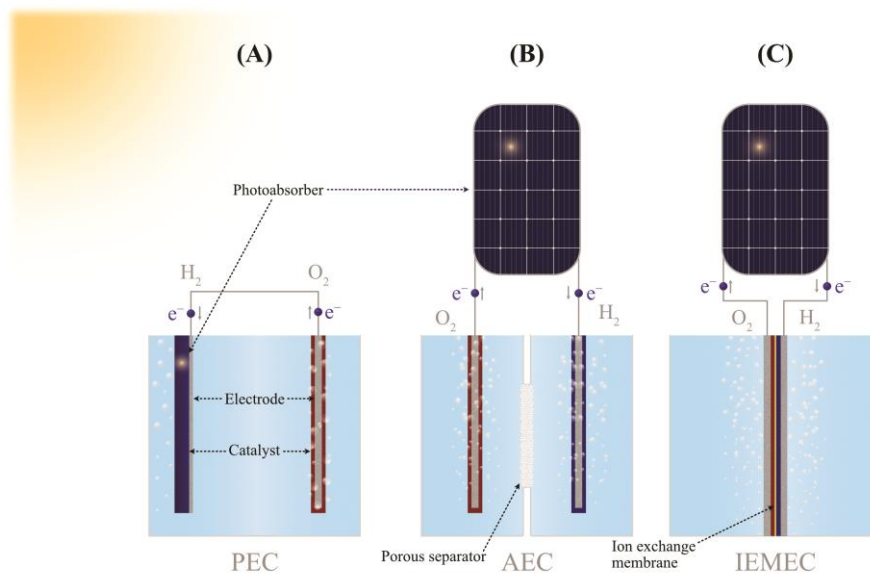 (A)
(B)
(C)
Photoabsorber
H₂
O₂
e⁻
e⁻
O₂
e⁻
e⁻
H₂
e⁻
e⁻
O₂
H₂
Electrode
Catalyst
Porous separator
Ion exchange
membrane
PEC
AEC
IEMEC